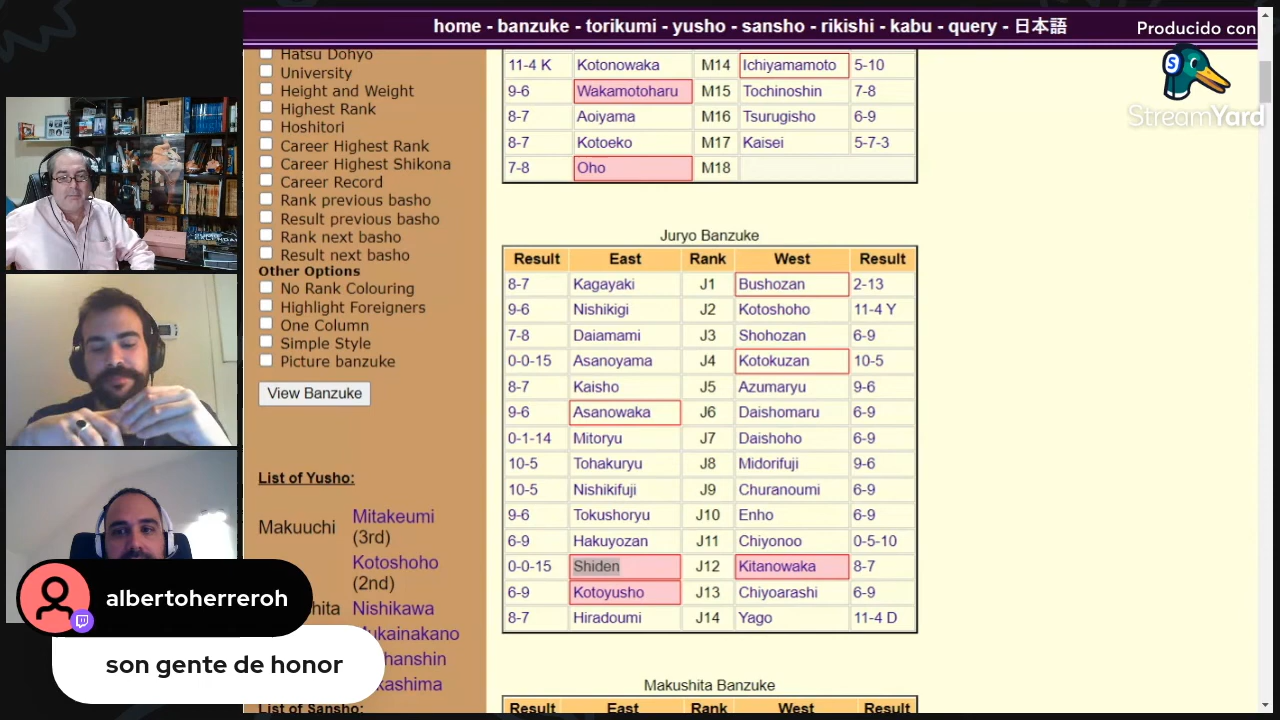 home - banzuke - torikumi - yusho - sansho - rikishi - kabu - query - 日本語
Producido con
StreamYard
Hatsu Dohyo
University
Height and Weight
Highest Rank
Hoshitori
Career Highest Rank
Career Highest Shikona
Career Record
Rank previous basho
Result previous basho
Rank next basho
Result next basho
Other Options
No Rank Colouring
Highlight Foreigners
One Column
Simple Style
Picture banzuke
View Banzuke
List of Yusho:
Makuuchi Mitakeumi
(3rd)
Kotoshoho
(2nd)
Nishikawa
List of Sansho:
11-4 K Kotonowaka M14 Ichiyamamoto 5-10
9-6 Wakamotoharu M15 Tochinoshin 7-8
8-7 Aoiyama M16 Tsurugisho 6-9
8-7 Kotoeko M17 Kaisei 5-7-3
7-8 Oho M18
Juryo Banzuke
Result East Rank West Result
8-7 Kagayaki J1 Bushozan 2-13
9-6 Nishikigi J2 Kotoshoho 11-4 Y
7-8 Daiamami J3 Shohozan 6-9
0-0-15 Asanoyama J4 Kotokuzan 10-5
8-7 Kaisho J5 Azumaryu 9-6
9-6 Asanowaka J6 Daishomaru 6-9
0-1-14 Mitoryu J7 Daishoho 6-9
10-5 Tohakuryu J8 Midorifuji 9-6
10-5 Nishikifuji J9 Churanoumi 6-9
9-6 Tokushoryu J10 Enho 6-9
6-9 Hakuyozan J11 Chiyonoo 0-5-10
0-0-15 Shiden J12 Kitanowaka 8-7
6-9 Kotoyusho J13 Chiyoarashi 6-9
8-7 Hiradoumi J14 Yago 11-4 D
Makushita Banzuke
Result East Rank West Result
albertoherreroh
son gente de honor